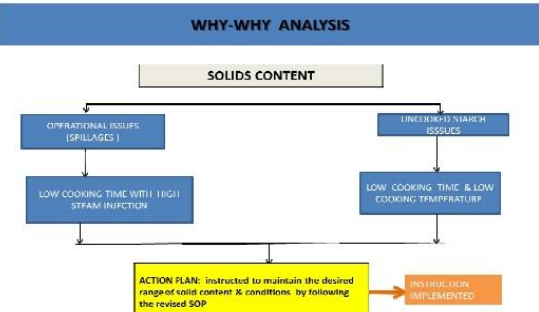 WHY-WHY ANALYSIS
SOLIDS CONTENT
OPERATIONAL ISSUES
(SPILLAGES )
UNCOOKED STARCH
ISSSUES
LOW COOKING TIME WITH HIGH
STEAM INJECTION
LOW COOKING TIME & LOW
COOKING TEMPERATURE
ACTION PLAN: instructed to maintain the desired
range of solid content & conditions by following
the revised SOP
INSTRUCTION
IMPLEMENTED